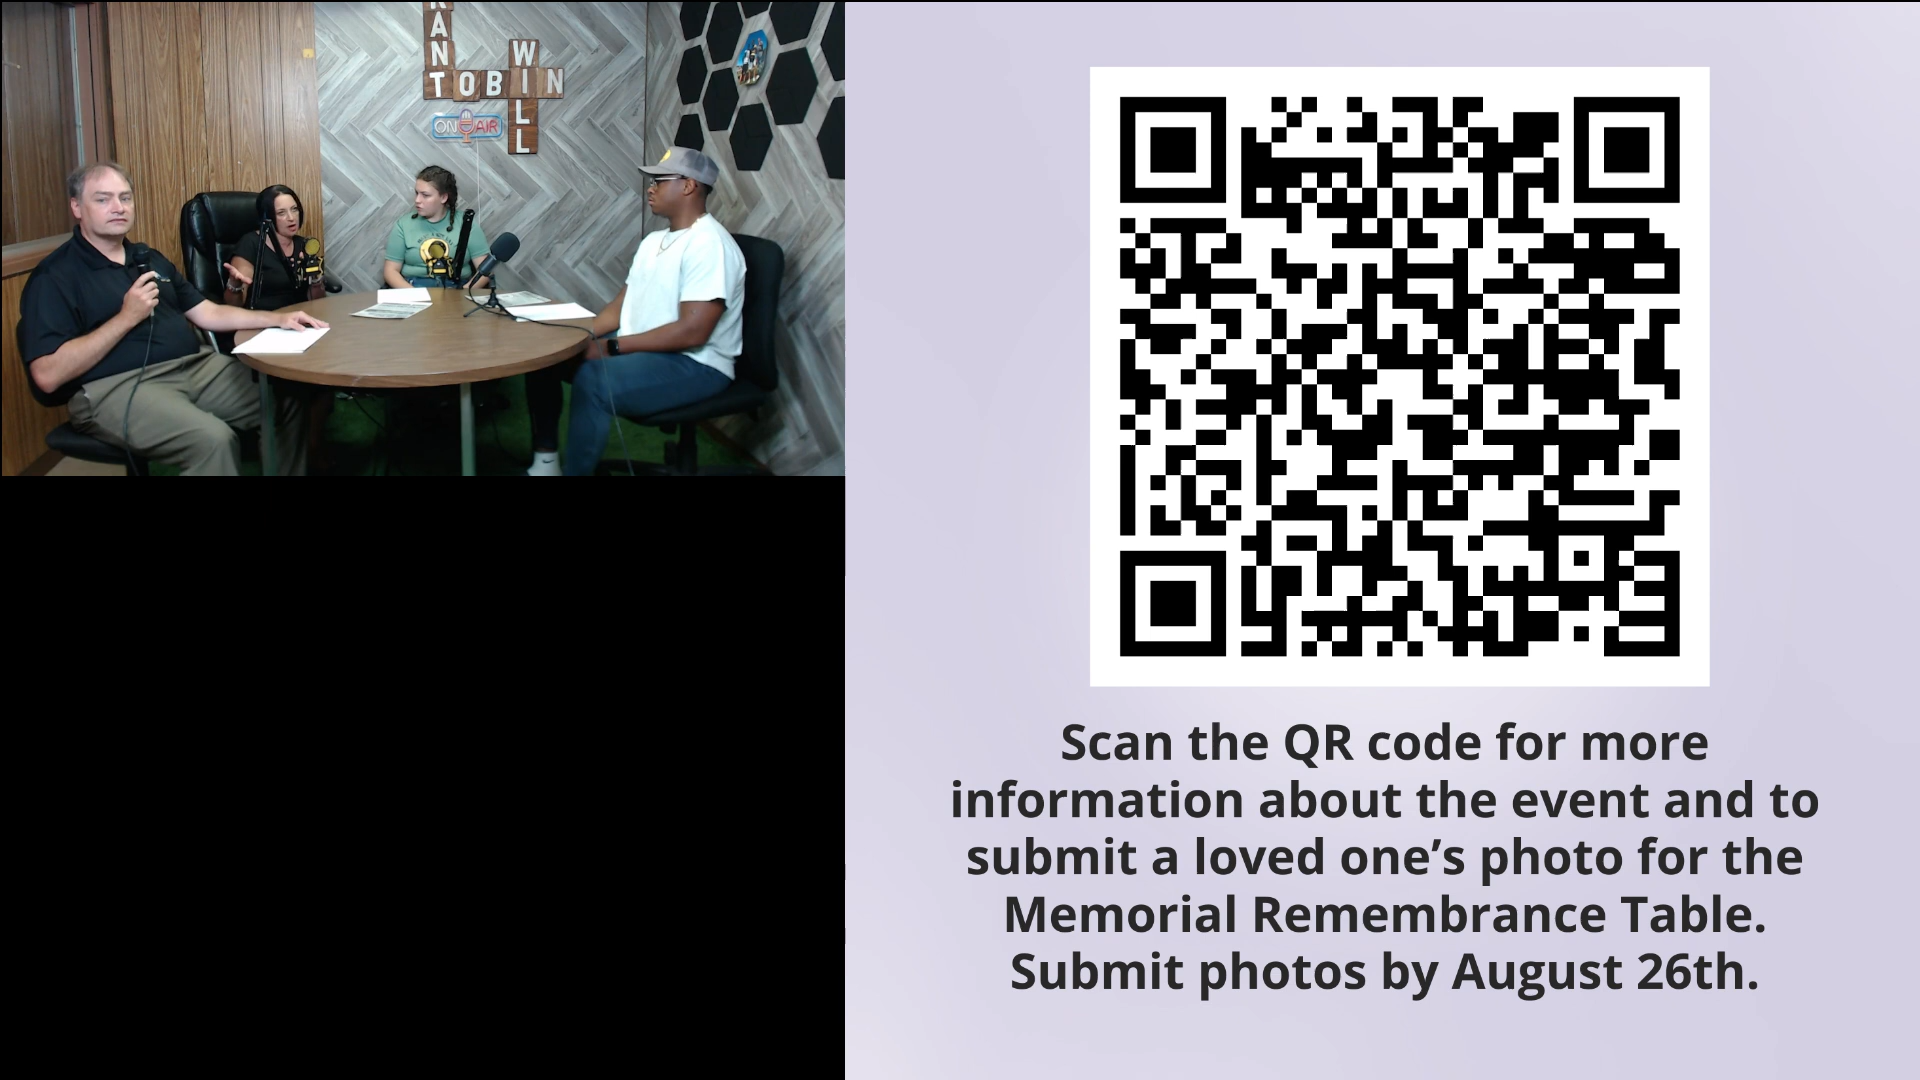 RANT
WILL
TOBIN
ON AIR
Scan the QR code for more
information about the event and to
submit a loved one’s photo for the
Memorial Remembrance Table.
Submit photos by August 26th.